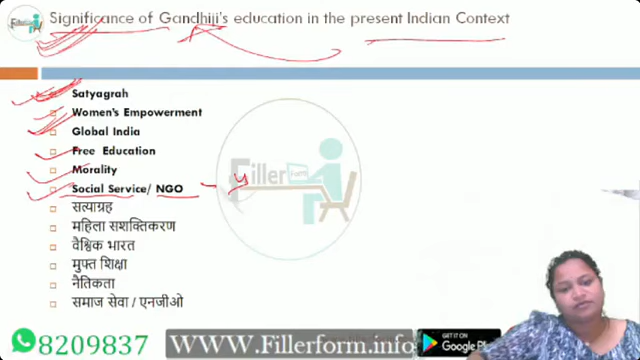 Significance of Gandhiji's education in the present Indian Context
Satyagrah
Women's Empowerment
Global India
Free Education
Morality
Social Service/ NGO
सत्याग्रह
महिला सशक्तिकरण
वैश्विक भारत
मुफ्त शिक्षा
नैतिकता
समाज सेवा / एनजीओ
Filler Form
8209837
WWW.Fillerform.info
GET IT ON
Google Play